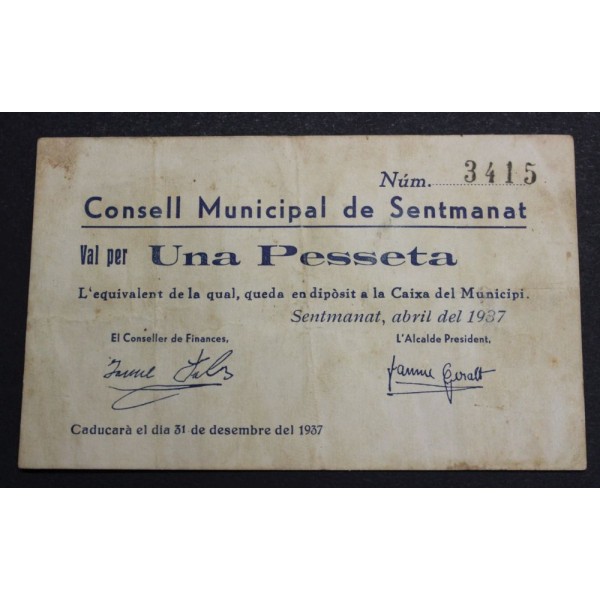 Núm. 3415
Consell Municipal de Sentmanat
Val per Una Pesseta
L'equivalent de la qual, queda en dipòsit a la Caixa del Municipi.
Sentmanat, abril del 1937
El Conseller de Finances, L'Alcalde President,
Jaume Geralt
Caducarà el dia 31 de desembre del 1937